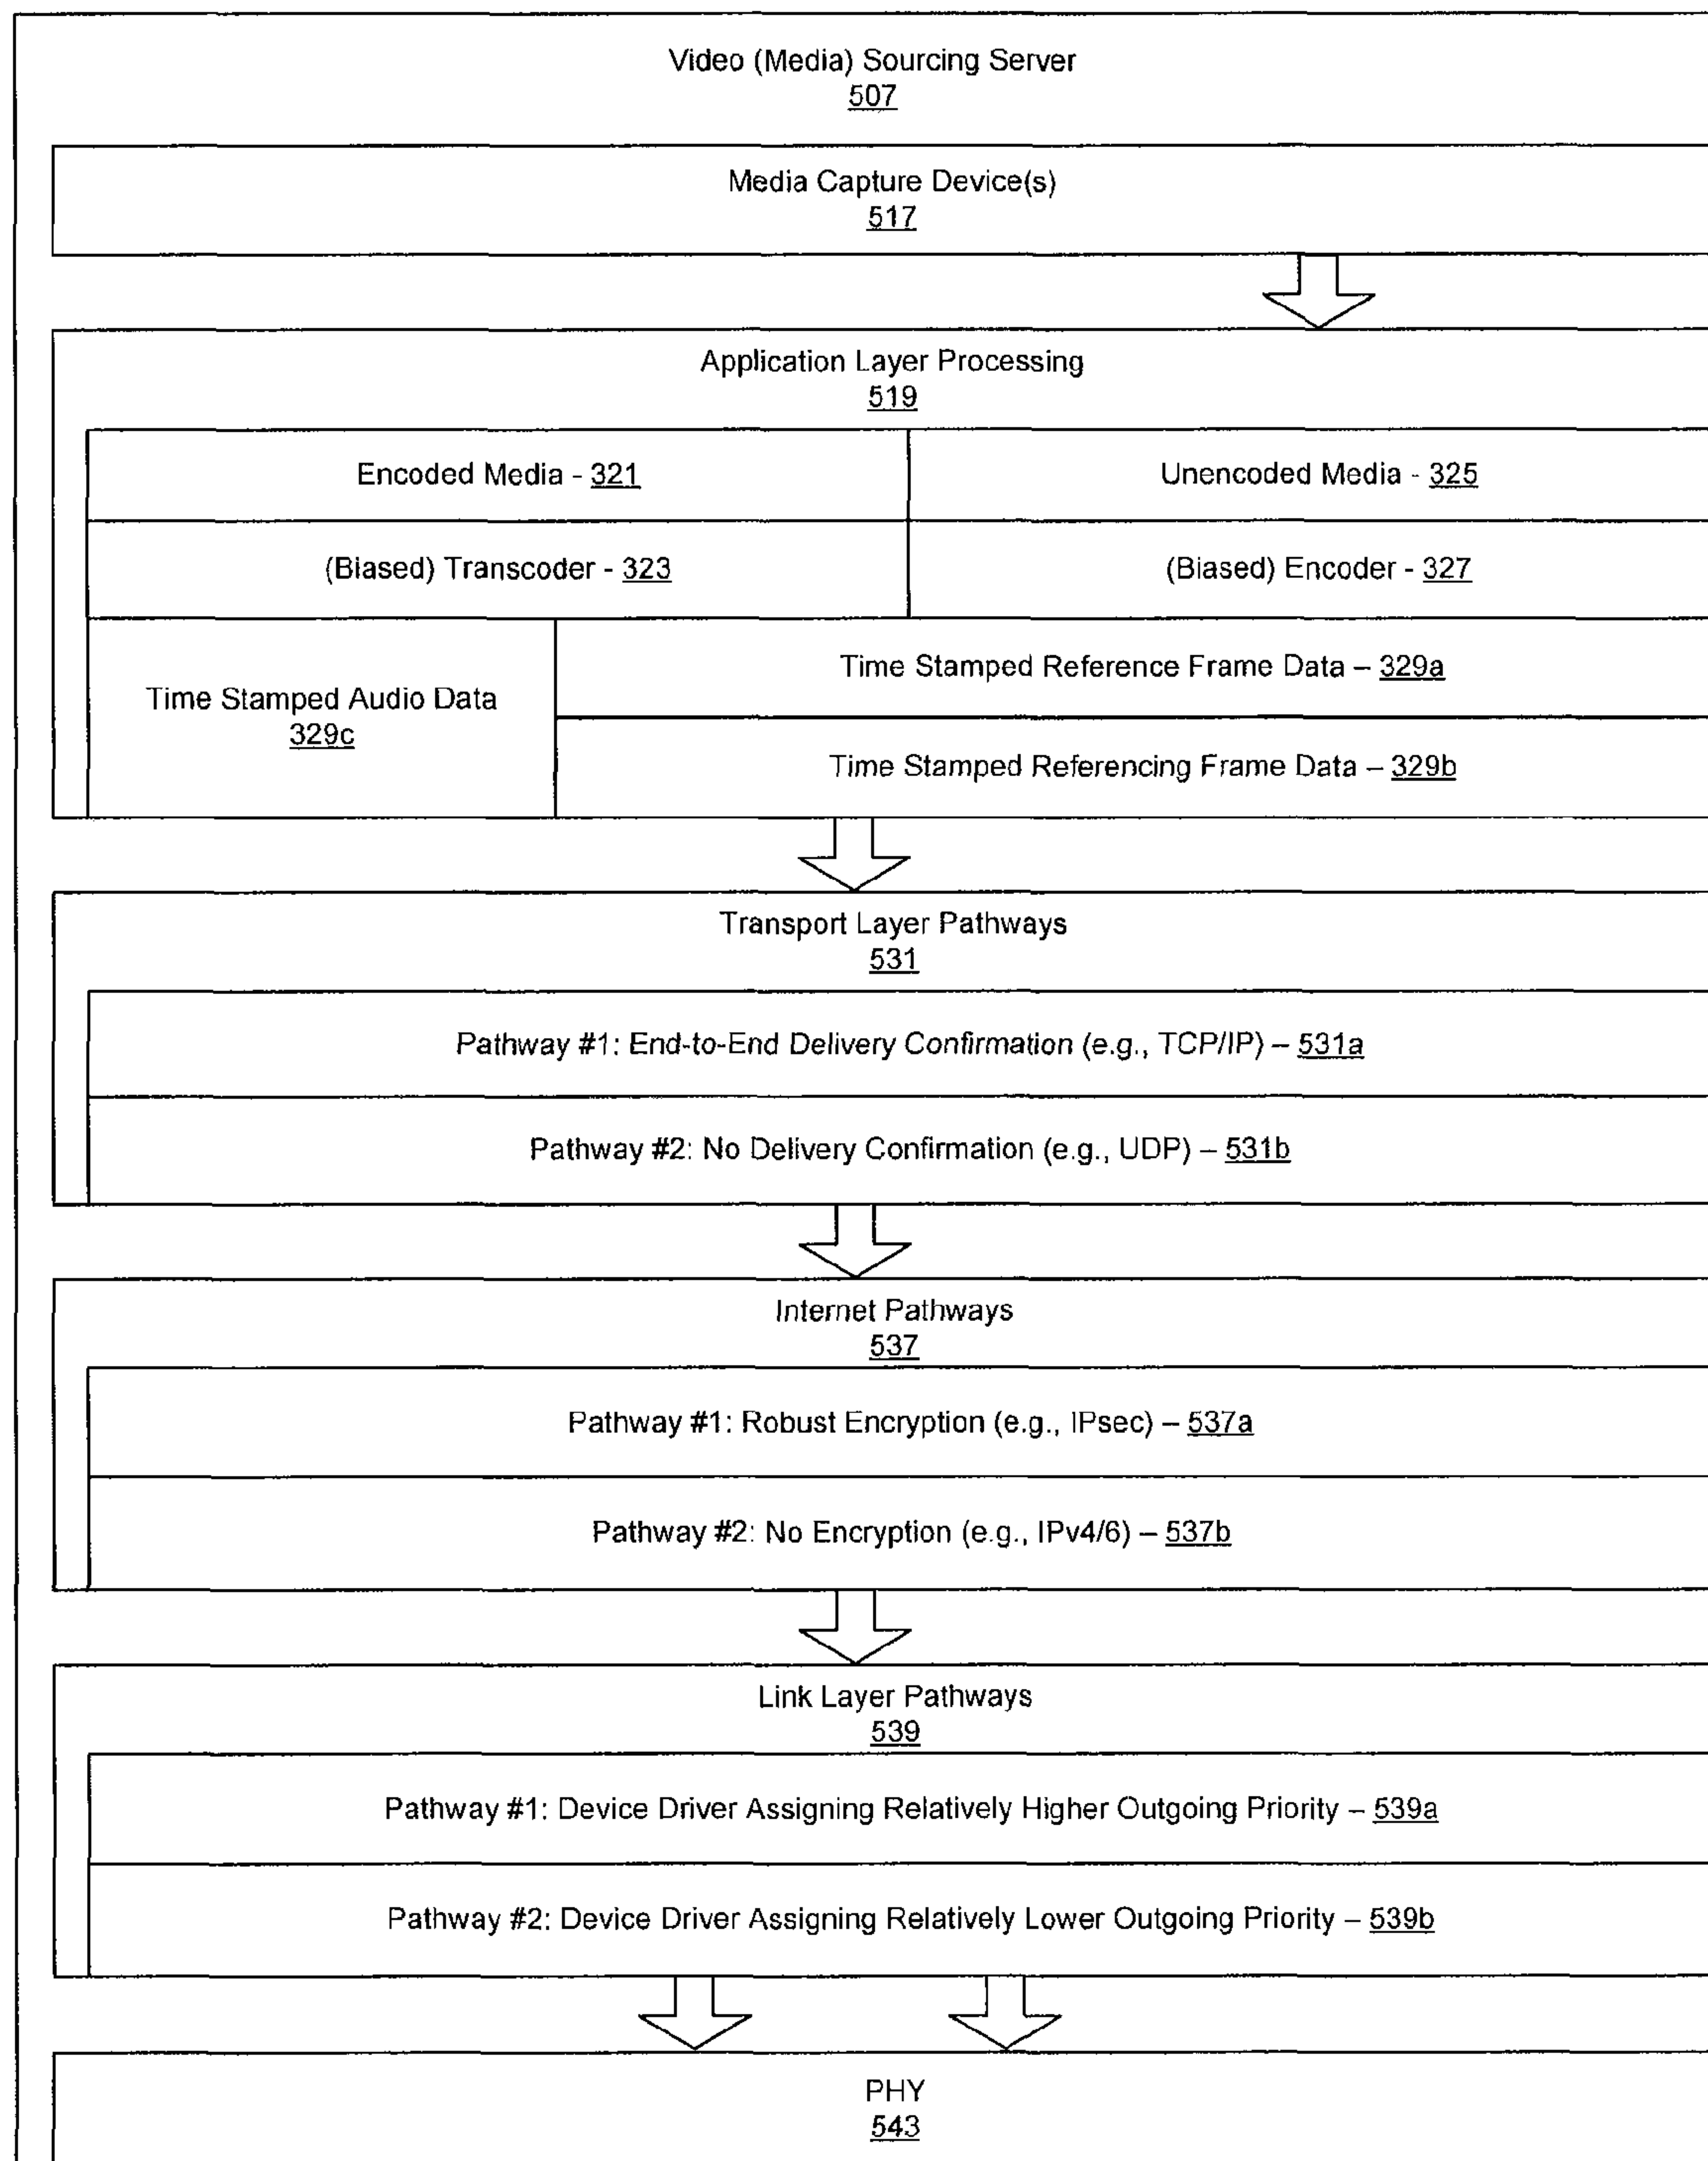 Video (Media) Sourcing Server
507
Media Capture Device(s)
517
Application Layer Processing
519
Encoded Media - 321
Unencoded Media - 325
(Biased) Transcoder - 323
(Biased) Encoder - 327
Time Stamped Audio Data
329c
Time Stamped Reference Frame Data – 329a
Time Stamped Referencing Frame Data – 329b
Transport Layer Pathways
531
Pathway #1: End-to-End Delivery Confirmation (e.g., TCP/IP) – 531a
Pathway #2: No Delivery Confirmation (e.g., UDP) – 531b
Internet Pathways
537
Pathway #1: Robust Encryption (e.g., IPsec) – 537a
Pathway #2: No Encryption (e.g., IPv4/6) – 537b
Link Layer Pathways
539
Pathway #1: Device Driver Assigning Relatively Higher Outgoing Priority – 539a
Pathway #2: Device Driver Assigning Relatively Lower Outgoing Priority – 539b
PHY
543